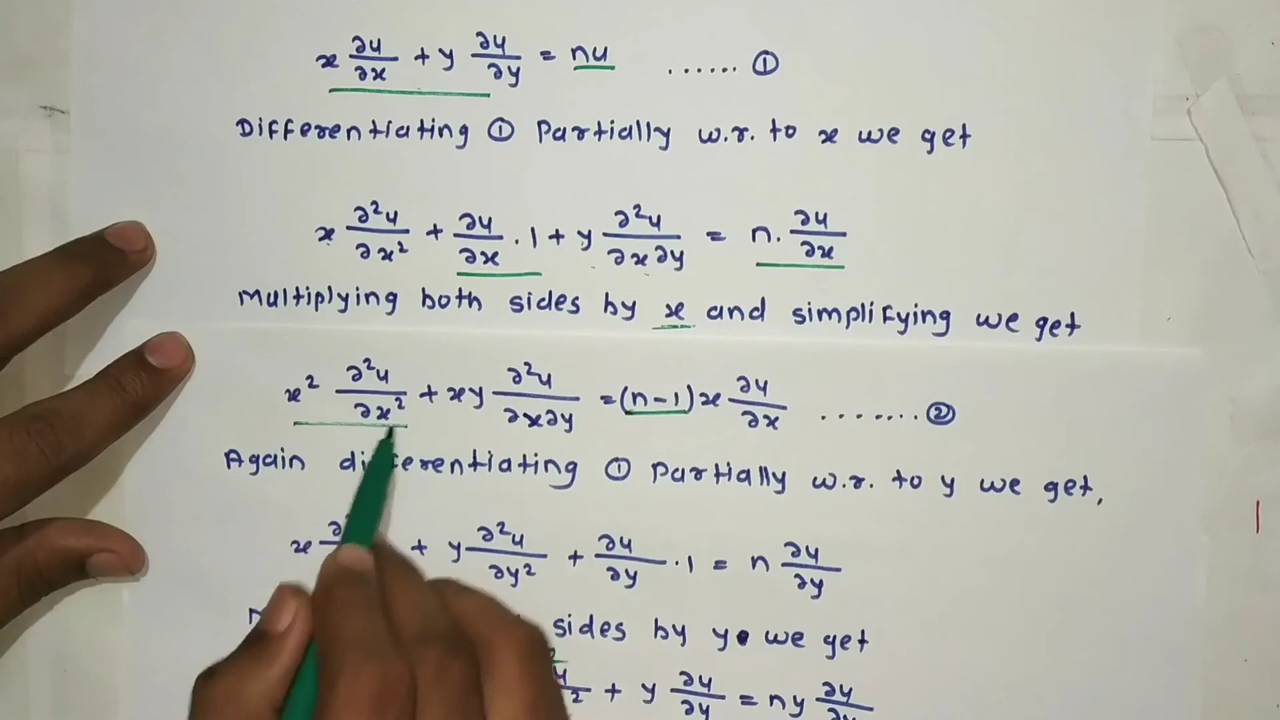 x ∂u/∂x + y ∂u/∂y = nu ...... ①
Differentiating ① Partially w.r. to x we get
x ∂²u/∂x² + ∂u/∂x · 1 + y ∂²u/∂x∂y = n · ∂u/∂x
Multiplying both sides by x and simplifying we get
x² ∂²u/∂x² + xy ∂²u/∂x∂y = (n-1) x ∂u/∂x ....... ②
Again differentiating ① Partially w.r. to y we get,
x + y ∂²u/∂y² + ∂u/∂y · 1 = n ∂u/∂y
sides by y we get
+ y ∂u/∂y = ny ∂u/∂y